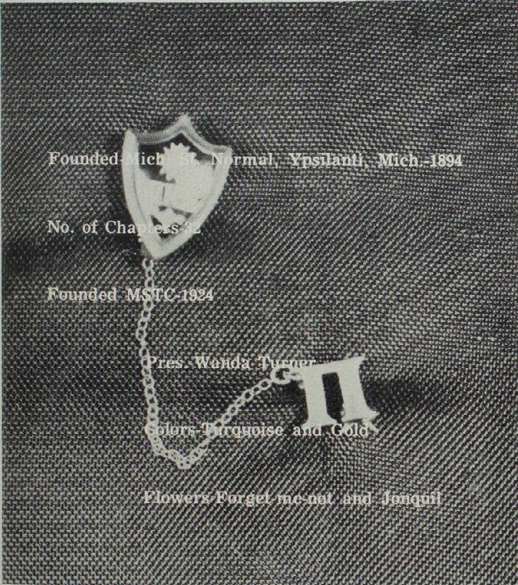 Founded-Mich. St. Normal, Ypsilanti, Mich.-1894
No. of Chapters-32
Founded MSTC-1924
Pres. Wanda Turner
Colors-Turquoise and Gold
Π
Flowers-Forget-me-not and Jonquil